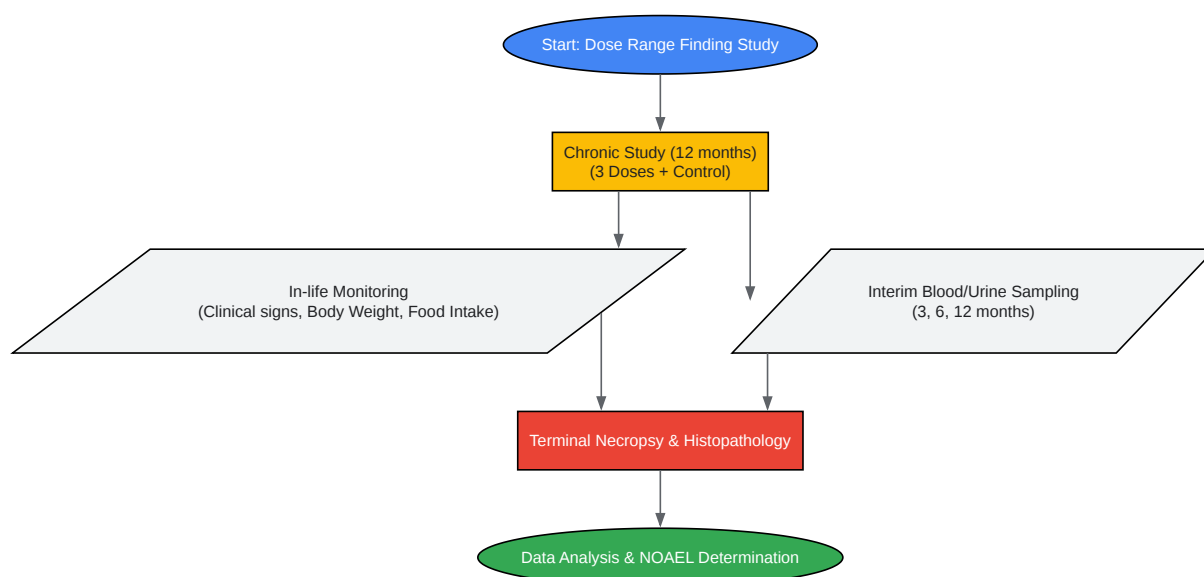 Start: Dose Range Finding Study
Chronic Study (12 months)
(3 Doses + Control)
In-life Monitoring
(Clinical signs, Body Weight, Food Intake)
Interim Blood/Urine Sampling
(3, 6, 12 months)
Terminal Necropsy & Histopathology
Data Analysis & NOAEL Determination